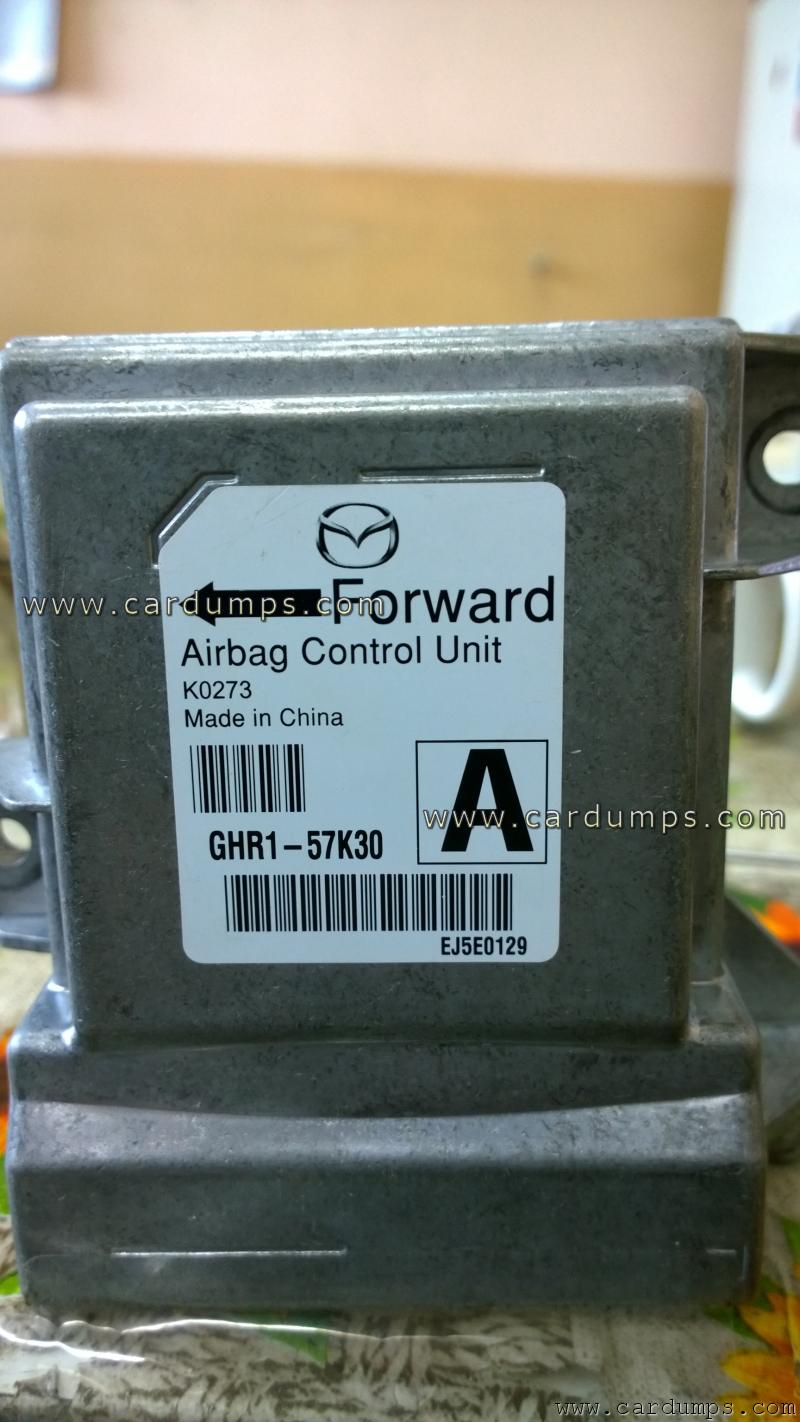 Forward
www.cardumps.com
Airbag Control Unit
K0273
Made in China
A
www.cardumps.com
GHR1-57K30
EJ5E0129
www.cardumps.com